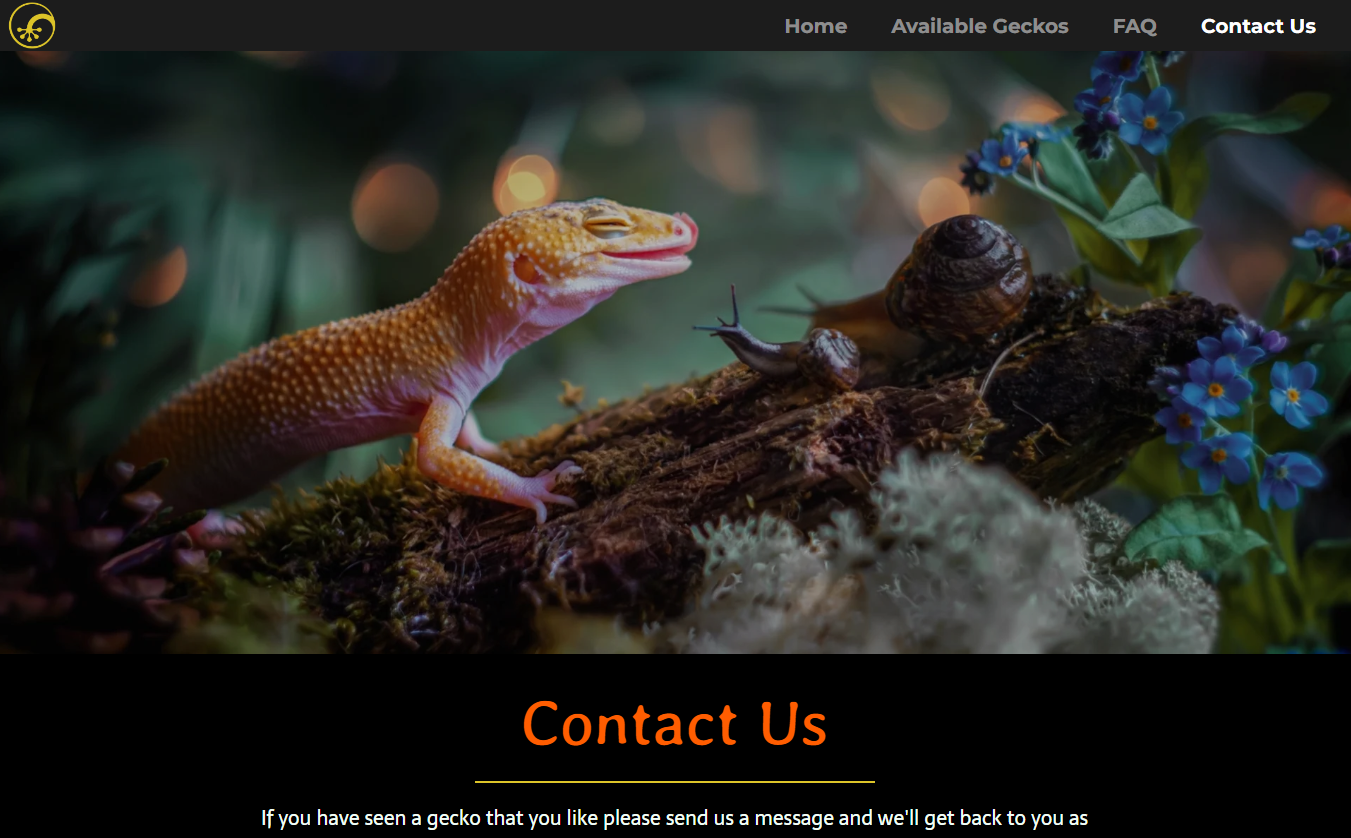 Home Available Geckos FAQ Contact Us
Contact Us
If you have seen a gecko that you like please send us a message and we'll get back to you as